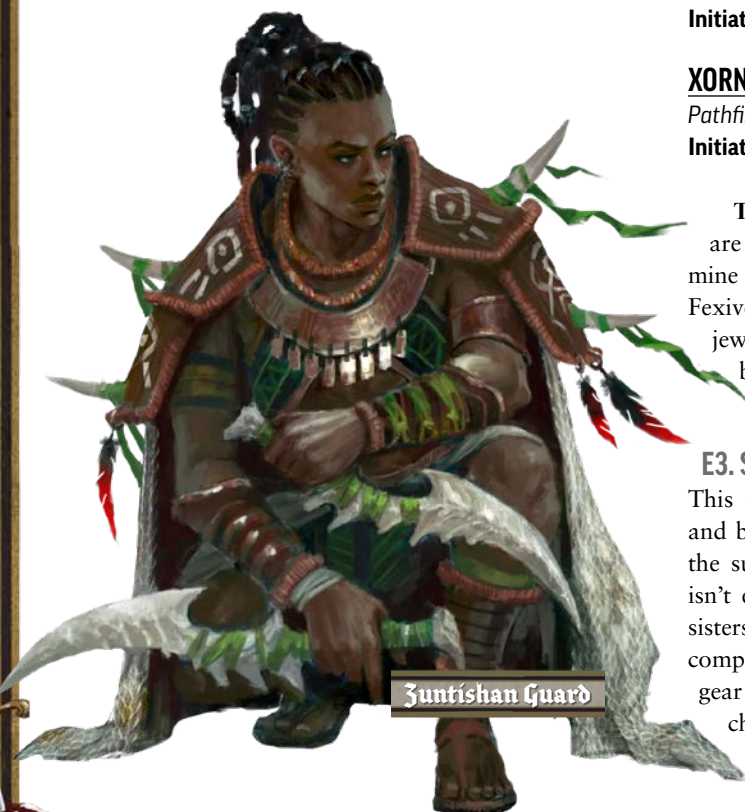 Initiat
XORN
Pathfi
Initiat
T
are
mine
Fexiv
jew
b
E3. S
This
and b
the su
isn't
sisters
comp
gear
ch
Zuntishan Guard